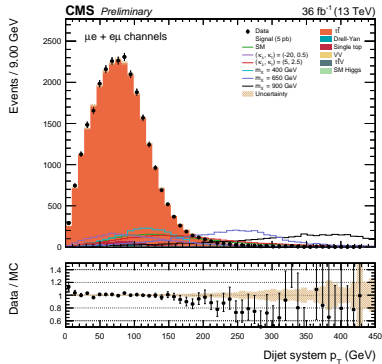 CMS Preliminary 36 fb⁻¹ (13 TeV)
Events / 9.00 GeV
μe + eμ channels
Data
Signal (5 pb)
SM
(κλ, κt) = (-20, 0.5)
(κλ, κt) = (5, 2.5)
mX = 400 GeV
mX = 650 GeV
mX = 900 GeV
Uncertainty
tt̄
Drell-Yan
Single top
VV
tt̄V
SM Higgs
2500
2000
1500
1000
500
0
Data / MC
1.4
1.2
1
0.8
0.6
0 50 100 150 200 250 300 350 400 450
Dijet system pT (GeV)